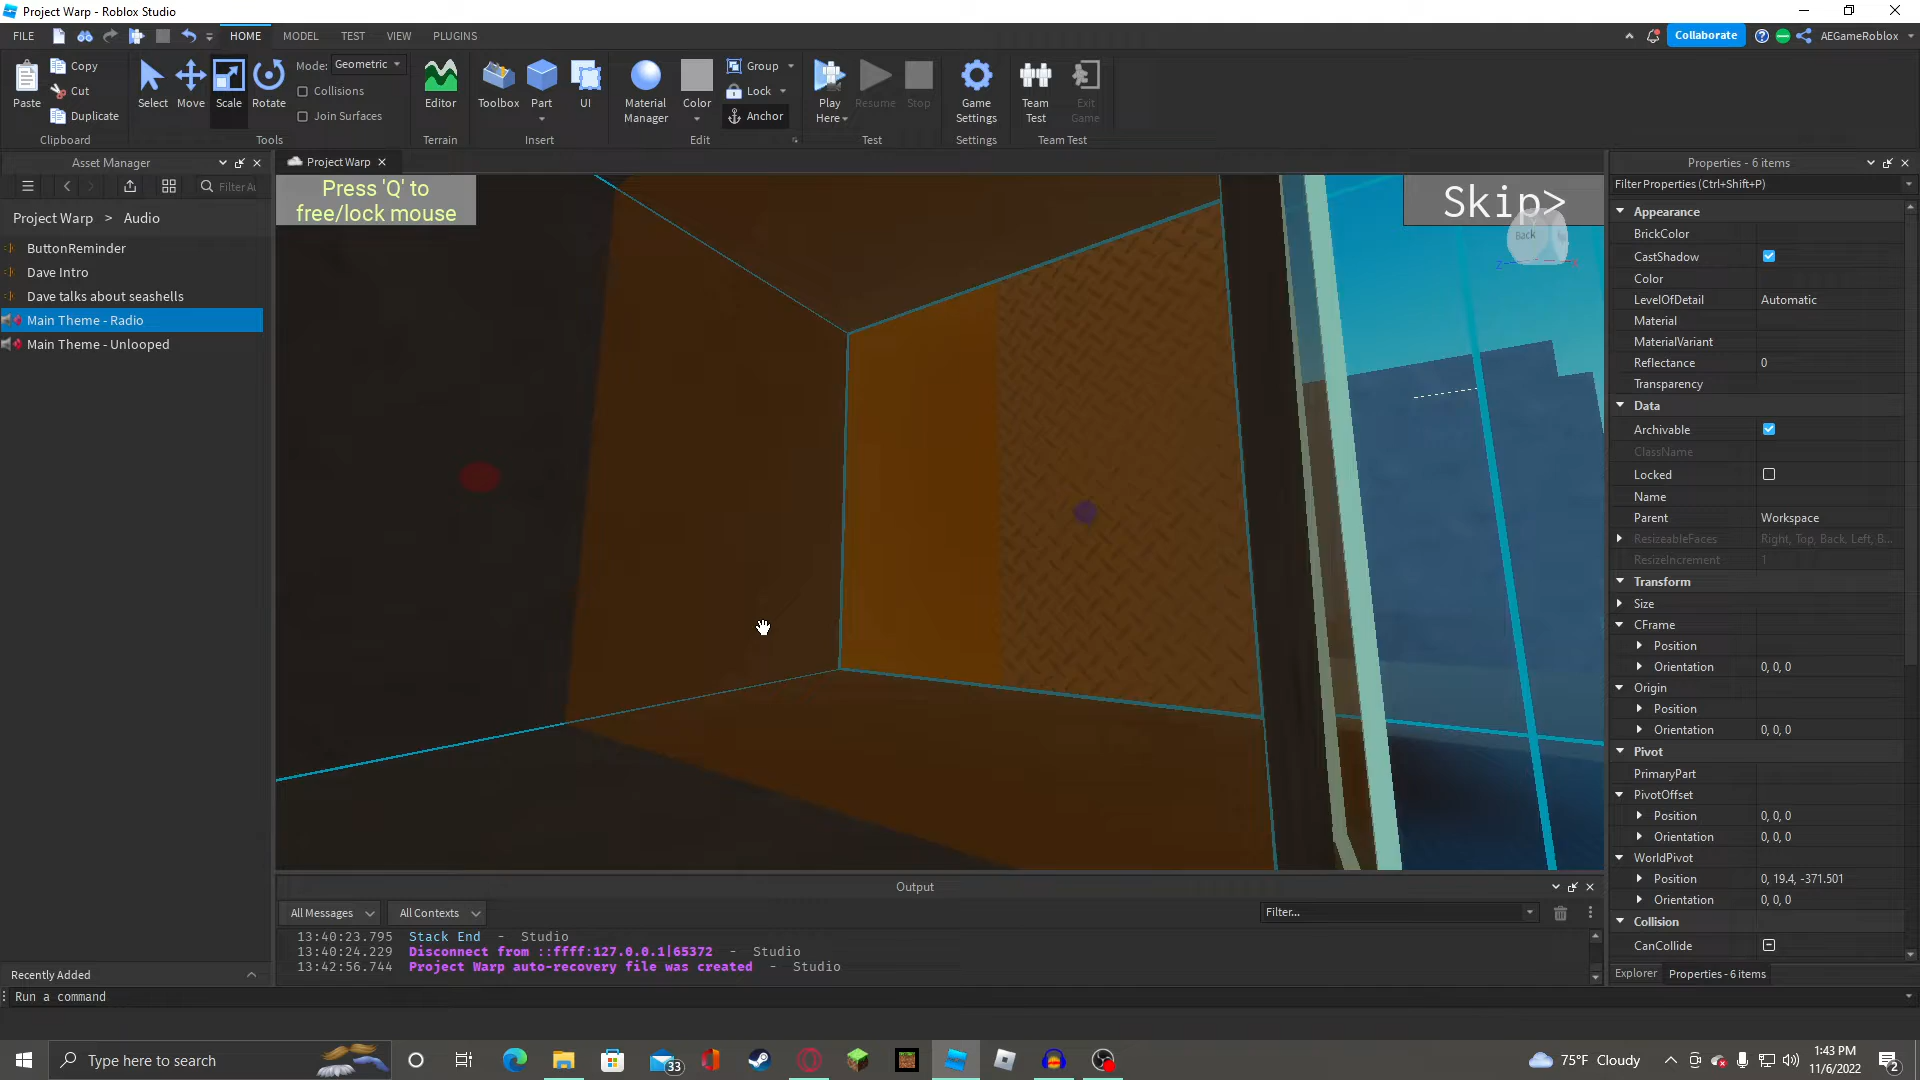 Project Warp - Roblox Studio
FILE
HOME
MODEL
TEST
VIEW
PLUGINS
Collaborate
AEGameRoblox
Paste
Copy
Cut
Duplicate
Clipboard
Select
Move
Scale
Rotate
Mode:
Geometric
Collisions
Join Surfaces
Tools
Editor
Terrain
Toolbox
Part
UI
Insert
Material
Manager
Color
Group
Lock
Anchor
Edit
Play
Here
Resume
Stop
Test
Game
Settings
Settings
Team
Test
Exit
Game
Team Test
Asset Manager
Project Warp
Properties - 6 items
Filter Properties (Ctrl+Shift+P)
Project Warp > Audio
ButtonReminder
Dave Intro
Dave talks about seashells
Main Theme - Radio
Main Theme - Unlooped
Recently Added
Press 'Q' to
free/lock mouse
Skip>
Back
Appearance
BrickColor
CastShadow
Color
LevelOfDetail Automatic
Material
MaterialVariant
Reflectance 0
Transparency
Data
Archivable
ClassName
Locked
Name
Parent Workspace
ResizeableFaces Right, Top, Back, Left, B...
ResizeIncrement 1
Transform
Size
CFrame
Position
Orientation 0, 0, 0
Origin
Position
Orientation 0, 0, 0
Pivot
PrimaryPart
PivotOffset
Position 0, 0, 0
Orientation 0, 0, 0
WorldPivot
Position 0, 19.4, -371.501
Orientation 0, 0, 0
Collision
CanCollide
Explorer
Properties - 6 items
Output
All Messages
All Contexts
Filter...
13:40:23.795 Stack End - Studio
13:40:24.229 Disconnect from ::ffff:127.0.0.1|65372 - Studio
13:42:56.744 Project Warp auto-recovery file was created - Studio
Run a command
Type here to search
33
75°F Cloudy
1:43 PM
11/6/2022
2